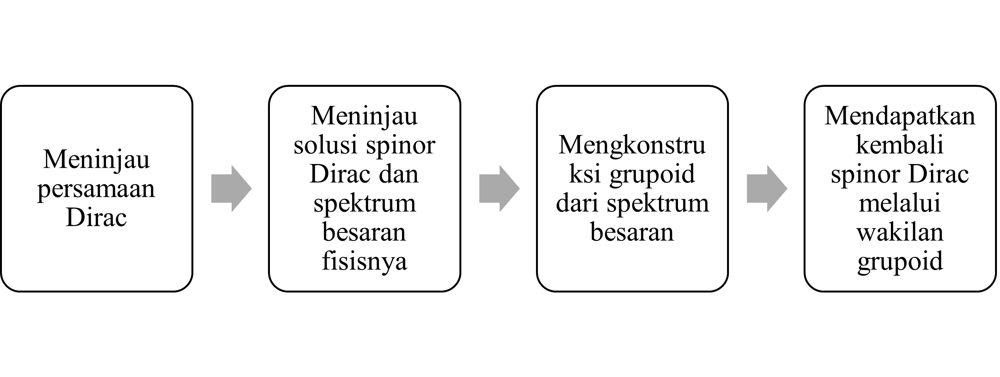 Meninjau
persamaan
Dirac
Meninjau
solusi spinor
Dirac dan
spektrum
besaran
fisisnya
Mengkonstru
ksi grupoid
dari spektrum
besaran
Mendapatkan
kembali
spinor Dirac
melalui
wakilan
grupoid